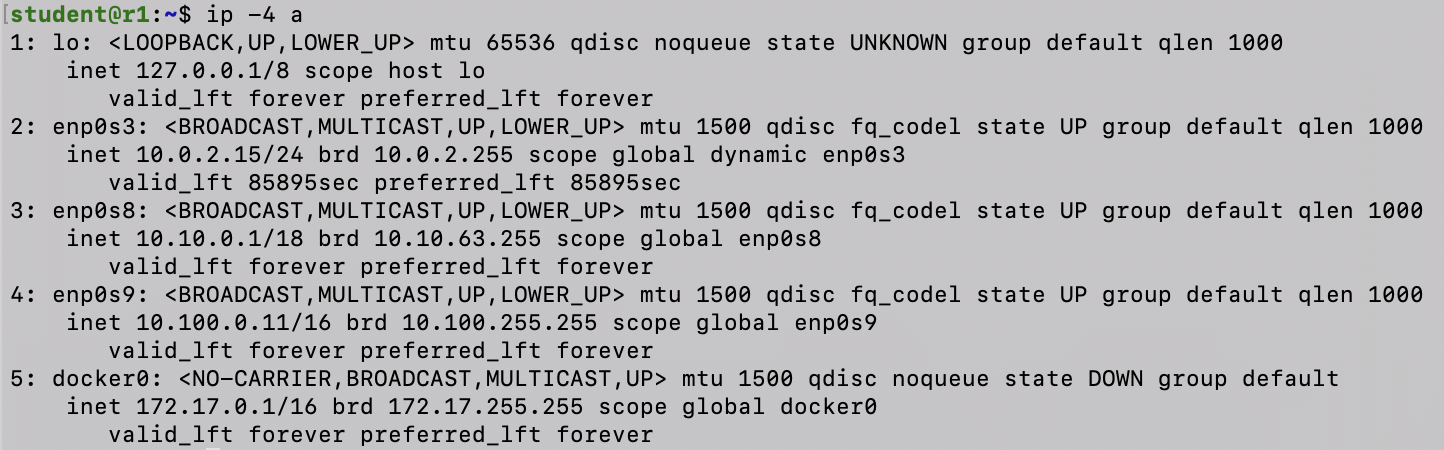 [student@r1:~$ ip -4 a
1: lo: <LOOPBACK,UP,LOWER_UP> mtu 65536 qdisc noqueue state UNKNOWN group default qlen 1000
    inet 127.0.0.1/8 scope host lo
       valid_lft forever preferred_lft forever
2: enp0s3: <BROADCAST,MULTICAST,UP,LOWER_UP> mtu 1500 qdisc fq_codel state UP group default qlen 1000
    inet 10.0.2.15/24 brd 10.0.2.255 scope global dynamic enp0s3
       valid_lft 85895sec preferred_lft 85895sec
3: enp0s8: <BROADCAST,MULTICAST,UP,LOWER_UP> mtu 1500 qdisc fq_codel state UP group default qlen 1000
    inet 10.10.0.1/18 brd 10.10.63.255 scope global enp0s8
       valid_lft forever preferred_lft forever
4: enp0s9: <BROADCAST,MULTICAST,UP,LOWER_UP> mtu 1500 qdisc fq_codel state UP group default qlen 1000
    inet 10.100.0.11/16 brd 10.100.255.255 scope global enp0s9
       valid_lft forever preferred_lft forever
5: docker0: <NO-CARRIER,BROADCAST,MULTICAST,UP> mtu 1500 qdisc noqueue state DOWN group default
    inet 172.17.0.1/16 brd 172.17.255.255 scope global docker0
       valid_lft forever preferred_lft forever